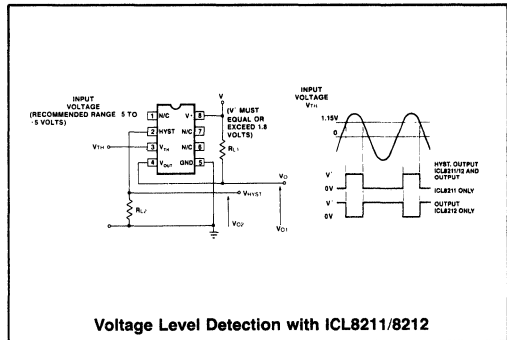 INPUT
VOLTAGE
(RECOMMENDED RANGE 5 TO
·5 VOLTS)
V
(V⁺ MUST
EQUAL OR
EXCEED 1.8
VOLTS)
1 N/C V⁺ 8
2 HYST N/C 7
3 VTH N/C 6
4 VOUT GND 5
VTH
RL1
VO
VHYST
RL2
VO2
VO1
INPUT
VOLTAGE
VTH
1.15V
0
HYST. OUTPUT
ICL8211/12 AND
OUTPUT
V⁺
0V
ICL8211 ONLY
V⁺
0V
OUTPUT
ICL8212 ONLY
Voltage Level Detection with ICL8211/8212